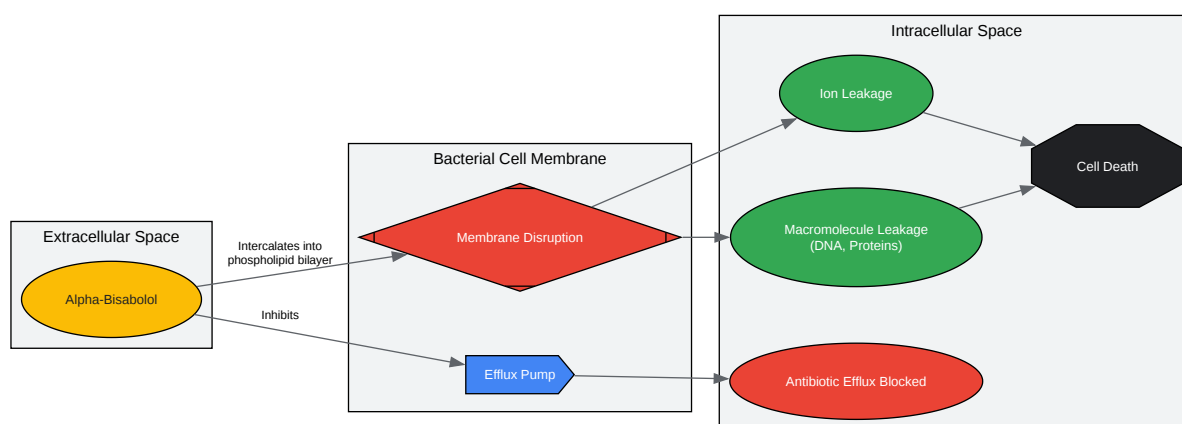 Extracellular Space
Alpha-Bisabolol
Intercalates into
phospholipid bilayer
Inhibits
Bacterial Cell Membrane
Membrane Disruption
Efflux Pump
Intracellular Space
Ion Leakage
Macromolecule Leakage
(DNA, Proteins)
Antibiotic Efflux Blocked
Cell Death